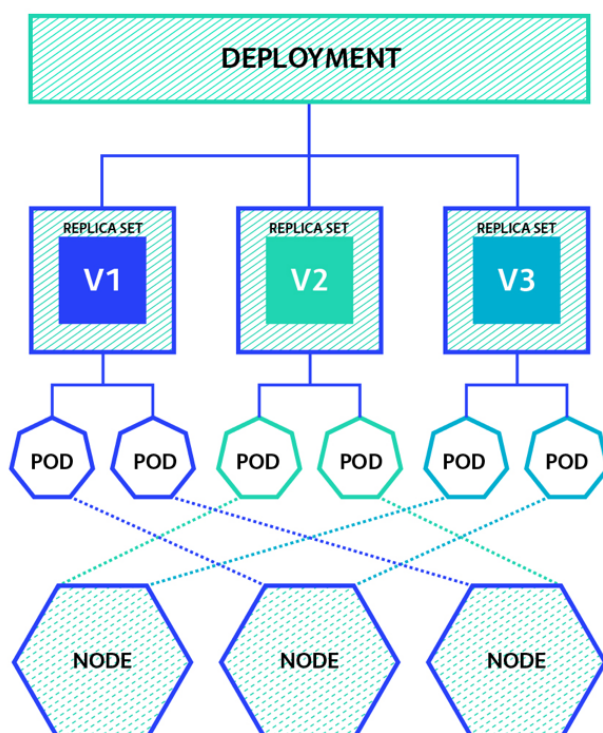 DEPLOYMENT
REPLICA SET
V1
REPLICA SET
V2
REPLICA SET
V3
POD
POD
POD
POD
POD
POD
NODE
NODE
NODE